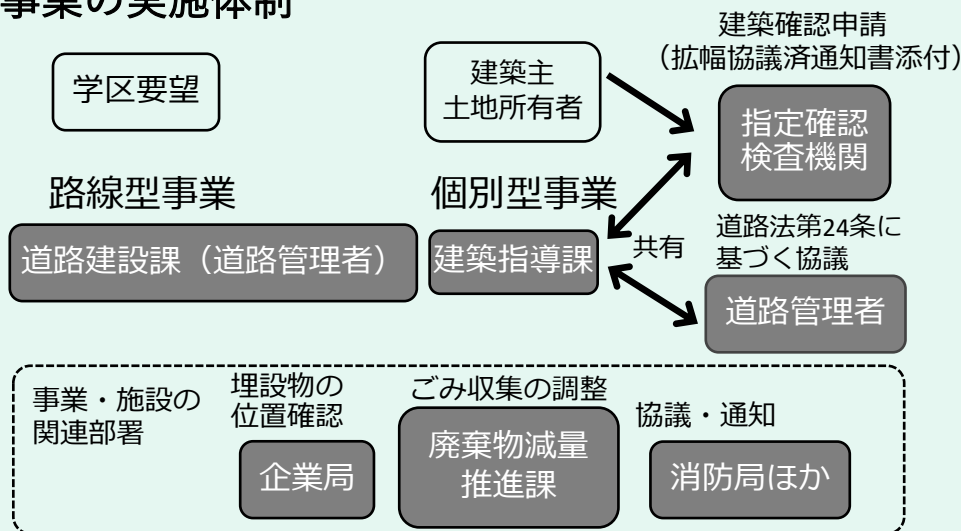 事業の実施体制
建築確認申請
（拡幅協議済通知書添付）
学区要望
建築主
土地所有者
指定確認
検査機関
路線型事業
個別型事業
道路建設課（道路管理者）
建築指導課
共有
道路法第24条に
基づく協議
道路管理者
事業・施設の
関連部署
埋設物の
位置確認
企業局
ごみ収集の調整
廃棄物減量
推進課
協議・通知
消防局ほか